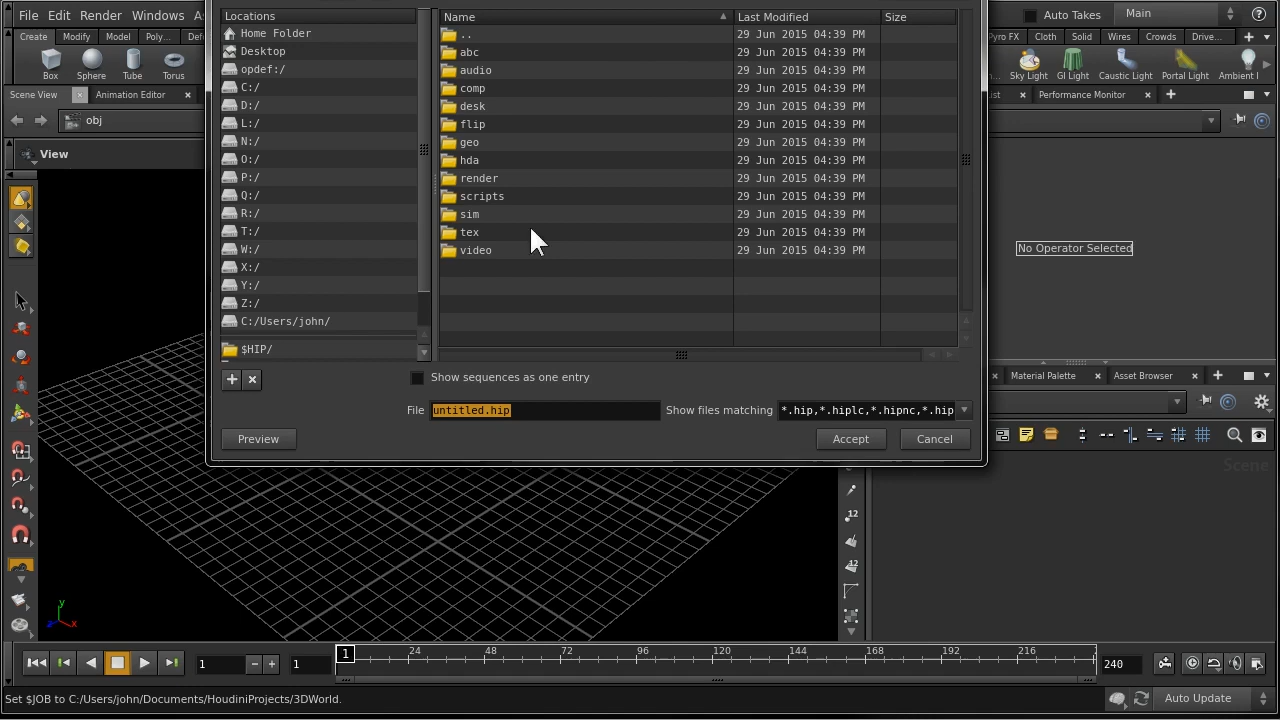 File Edit Render Windows
Auto Takes Main
Create Modify Model Poly...
Box Sphere Tube Torus
Scene View Animation Editor
obj
View
Locations
Home Folder
Desktop
opdef:/
C:/
D:/
L:/
N:/
O:/
P:/
Q:/
R:/
T:/
W:/
X:/
Y:/
Z:/
C:/Users/john/
$HIP/
Name Last Modified Size
..  29 Jun 2015 04:39 PM
abc 29 Jun 2015 04:39 PM
audio 29 Jun 2015 04:39 PM
comp 29 Jun 2015 04:39 PM
desk 29 Jun 2015 04:39 PM
flip 29 Jun 2015 04:39 PM
geo 29 Jun 2015 04:39 PM
hda 29 Jun 2015 04:39 PM
render 29 Jun 2015 04:39 PM
scripts 29 Jun 2015 04:39 PM
sim 29 Jun 2015 04:39 PM
tex 29 Jun 2015 04:39 PM
video 29 Jun 2015 04:39 PM
Show sequences as one entry
File untitled.hip Show files matching *.hip,*.hiplc,*.hipnc,*.hip
Preview Accept Cancel
Pyro FX Cloth Solid Wires Crowds Drive...
Sky Light GI Light Caustic Light Portal Light Ambient l
Performance Monitor
No Operator Selected
Material Palette Asset Browser
Scene
12
12
y
z x
1 1 1 24 48 72 96 120 144 168 192 216 240
Set $JOB to C:/Users/john/Documents/HoudiniProjects/3DWorld.
Auto Update